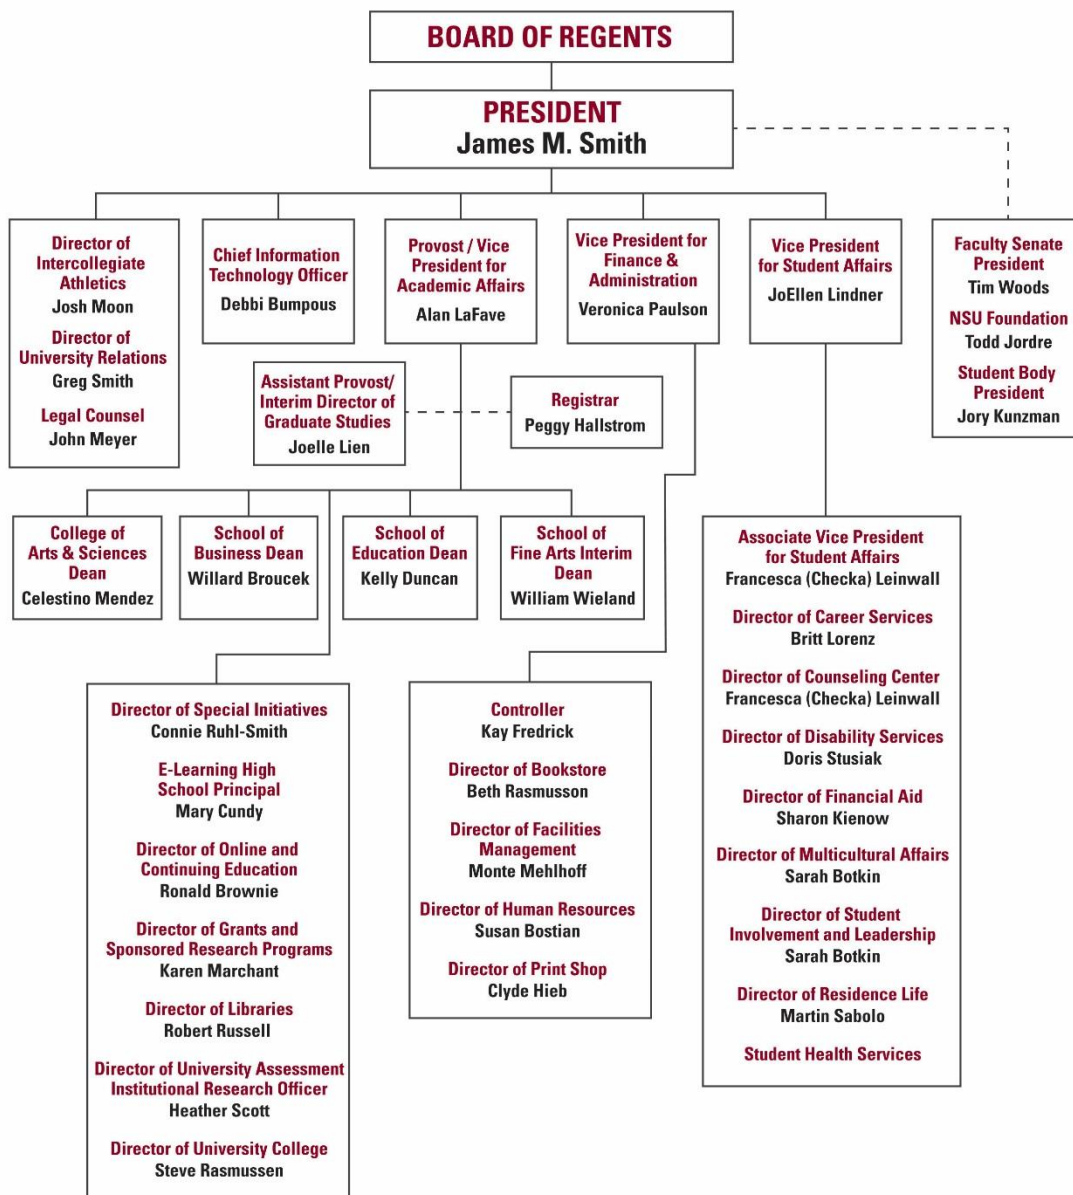 BOARD OF REGENTS
PRESIDENT
James M. Smith
Director of
Intercollegiate
Athletics
Josh Moon
Director of
University Relations
Greg Smith
Legal Counsel
John Meyer
Chief Information
Technology Officer
Debbi Bumpous
Provost / Vice
President for
Academic Affairs
Alan LaFave
Vice President for
Finance &
Administration
Veronica Paulson
Vice President
for Student Affairs
JoEllen Lindner
Faculty Senate
President
Tim Woods
NSU Foundation
Todd Jordre
Student Body
President
Jory Kunzman
Assistant Provost/
Interim Director of
Graduate Studies
Joelle Lien
Registrar
Peggy Hallstrom
College of
Arts & Sciences
Dean
Celestino Mendez
School of
Business Dean
Willard Broucek
School of
Education Dean
Kelly Duncan
School of
Fine Arts Interim
Dean
William Wieland
Director of Special Initiatives
Connie Ruhl-Smith
E-Learning High
School Principal
Mary Cundy
Director of Online and
Continuing Education
Ronald Brownie
Director of Grants and
Sponsored Research Programs
Karen Marchant
Director of Libraries
Robert Russell
Director of University Assessment
Institutional Research Officer
Heather Scott
Director of University College
Steve Rasmussen
Controller
Kay Fredrick
Director of Bookstore
Beth Rasmusson
Director of Facilities
Management
Monte Mehlhoff
Director of Human Resources
Susan Bostian
Director of Print Shop
Clyde Hieb
Associate Vice President
for Student Affairs
Francesca (Checka) Leinwall
Director of Career Services
Britt Lorenz
Director of Counseling Center
Francesca (Checka) Leinwall
Director of Disability Services
Doris Stusiak
Director of Financial Aid
Sharon Kienow
Director of Multicultural Affairs
Sarah Botkin
Director of Student
Involvement and Leadership
Sarah Botkin
Director of Residence Life
Martin Sabolo
Student Health Services